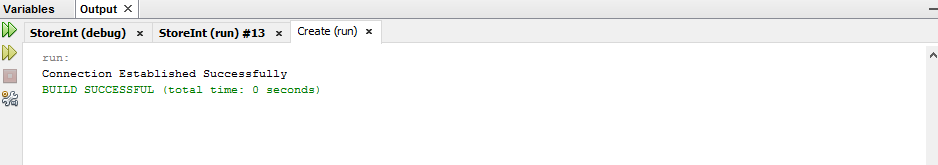 Variables Output ×
StoreInt (debug) × StoreInt (run) #13 × Create (run) ×
run:
Connection Established Successfully
BUILD SUCCESSFUL (total time: 0 seconds)